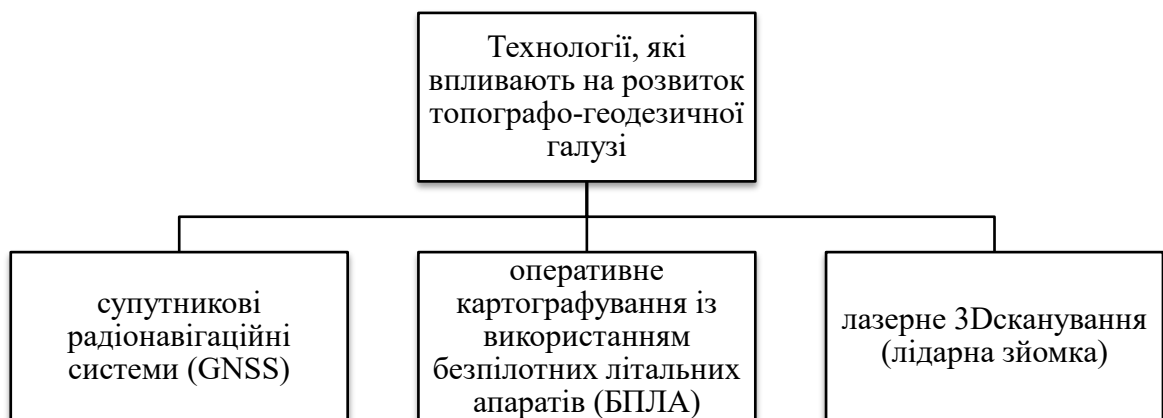 Технології, які
впливають на розвиток
топографо-геодезичної
галузі
супутникові
радіонавігаційні
системи (GNSS)
оперативне
картографування із
використанням
безпілотних літальних
апаратів (БПЛА)
лазерне 3Dсканування
(лідарна зйомка)